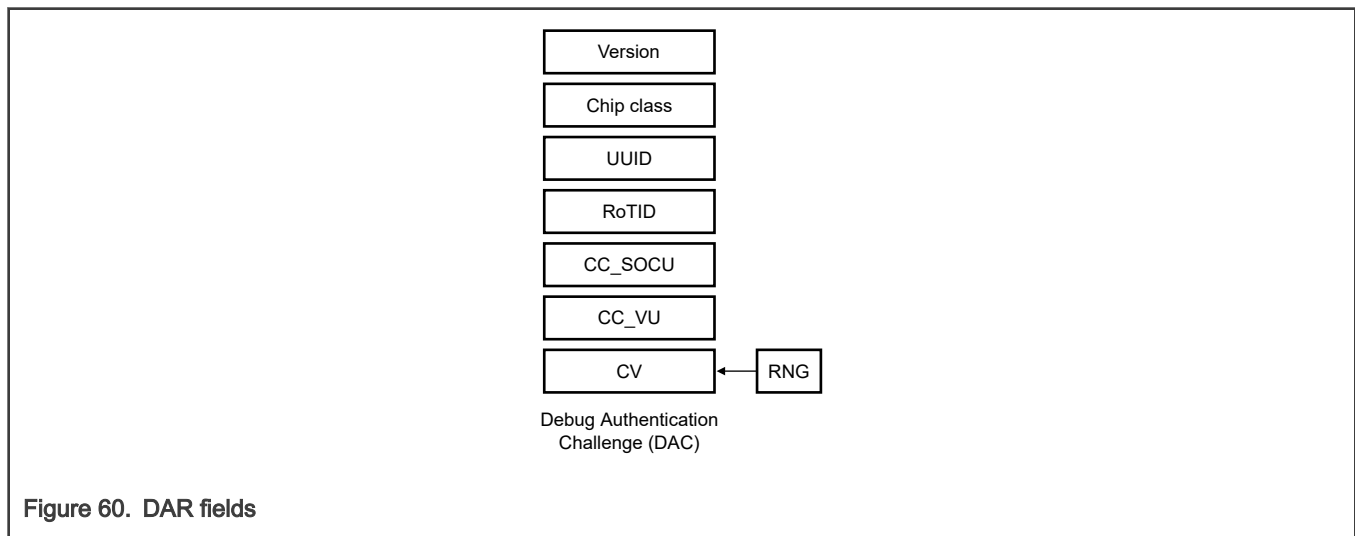 Version
Chip class
UUID
RoTID
CC_SOCU
CC_VU
CV
RNG
Debug Authentication
Challenge (DAC)
Figure 60. DAR fields